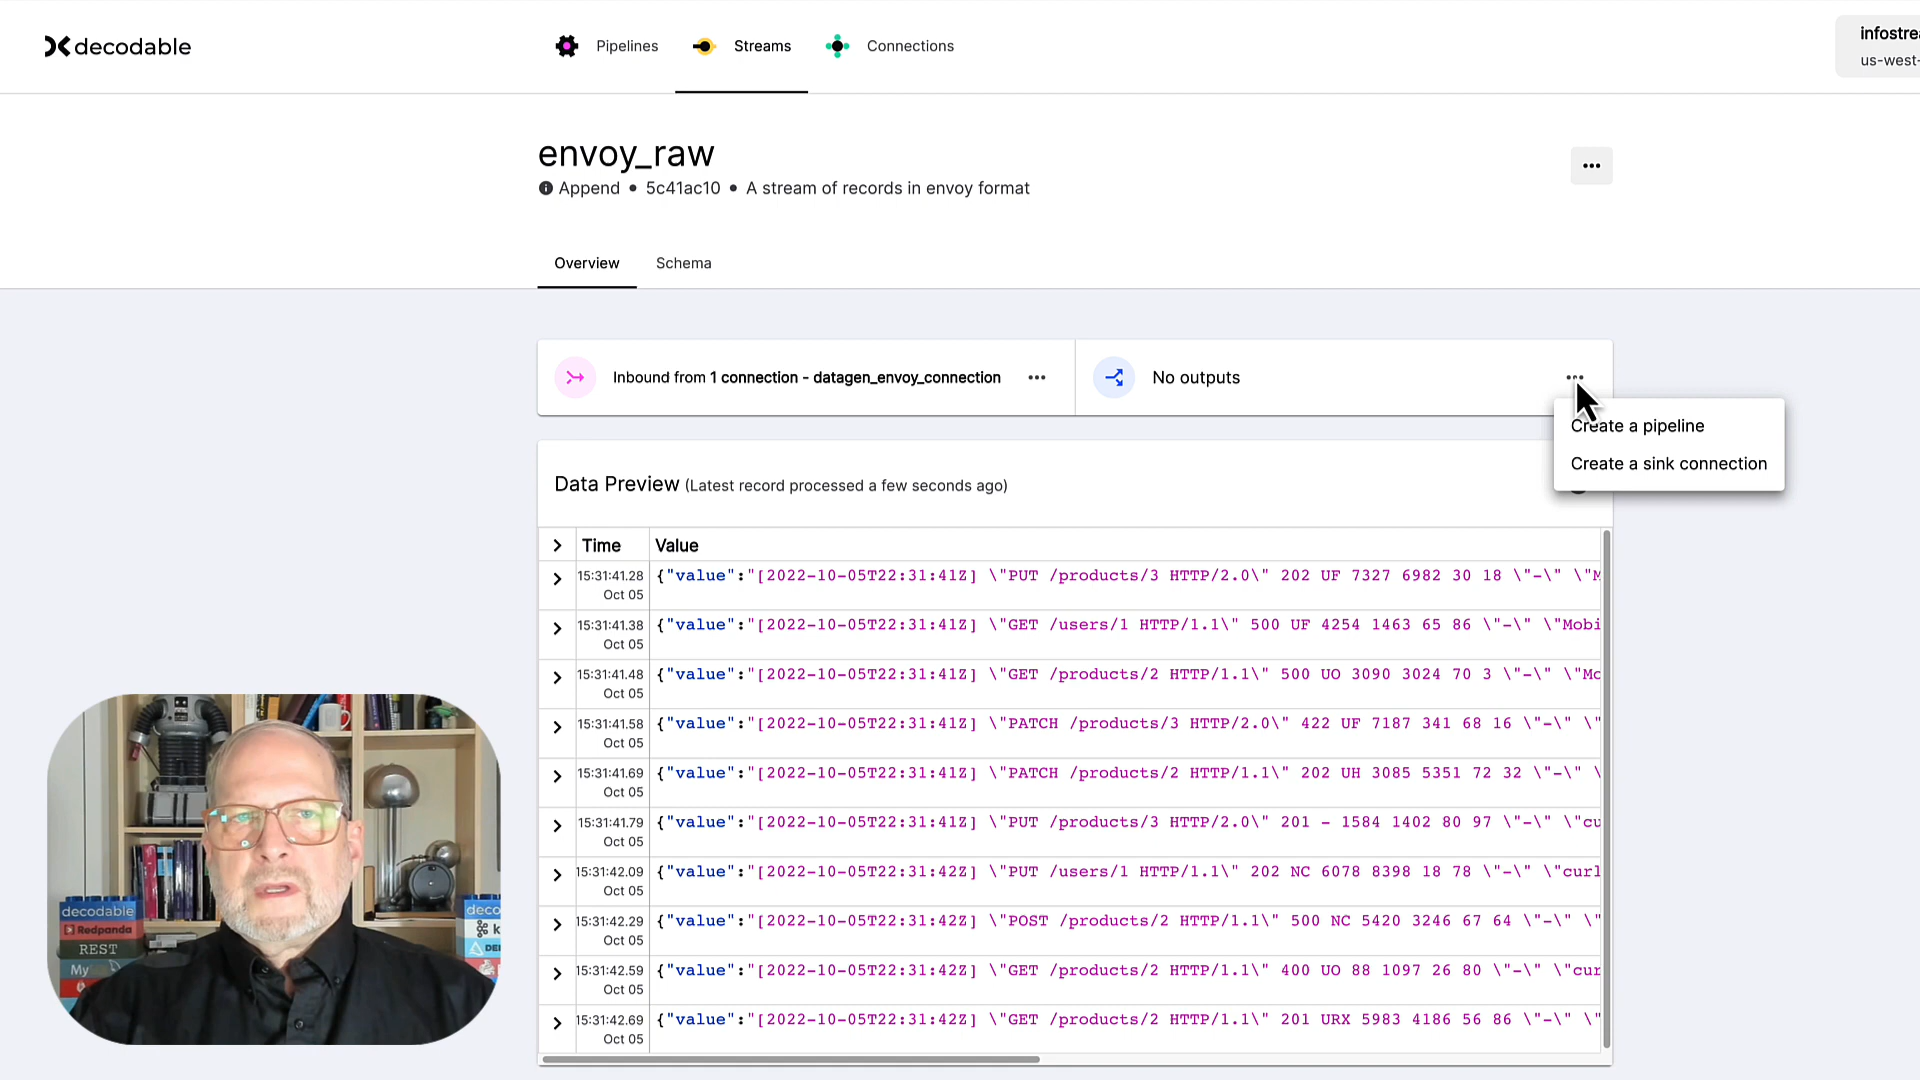 decodable
Pipelines
Streams
Connections
infostre
us-west-
envoy_raw
Append • 5c41ac10 • A stream of records in envoy format
Overview
Schema
Inbound from 1 connection - datagen_envoy_connection
No outputs
Create a pipeline
Create a sink connection
Data Preview (Latest record processed a few seconds ago)
Time Value
15:31:41.28 {"value":"[2022-10-05T22:31:41Z] \"PUT /products/3 HTTP/2.0\" 202 UF 7327 6982 30 18 \"-\" \"M
Oct 05
15:31:41.38 {"value":"[2022-10-05T22:31:41Z] \"GET /users/1 HTTP/1.1\" 500 UF 4254 1463 65 86 \"-\" \"Mobi
Oct 05
15:31:41.48 {"value":"[2022-10-05T22:31:41Z] \"GET /products/2 HTTP/1.1\" 500 UO 3090 3024 70 3 \"-\" \"Mo
Oct 05
15:31:41.58 {"value":"[2022-10-05T22:31:41Z] \"PATCH /products/3 HTTP/2.0\" 422 UF 7187 341 68 16 \"-\" \"
Oct 05
15:31:41.69 {"value":"[2022-10-05T22:31:41Z] \"PATCH /products/2 HTTP/1.1\" 202 UH 3085 5351 72 32 \"-\" \
Oct 05
15:31:41.79 {"value":"[2022-10-05T22:31:41Z] \"PUT /products/3 HTTP/2.0\" 201 - 1584 1402 80 97 \"-\" \"cu
Oct 05
15:31:42.09 {"value":"[2022-10-05T22:31:42Z] \"PUT /users/1 HTTP/1.1\" 202 NC 6078 8398 18 78 \"-\" \"curl
Oct 05
15:31:42.29 {"value":"[2022-10-05T22:31:42Z] \"POST /products/2 HTTP/1.1\" 500 NC 5420 3246 67 64 \"-\" \"
Oct 05
15:31:42.59 {"value":"[2022-10-05T22:31:42Z] \"GET /products/2 HTTP/1.1\" 400 UO 88 1097 26 80 \"-\" \"cur
Oct 05
15:31:42.69 {"value":"[2022-10-05T22:31:42Z] \"GET /products/2 HTTP/1.1\" 201 URX 5983 4186 56 86 \"-\" \"
Oct 05
decodable
Redpanda
REST
My
deco
k
DE